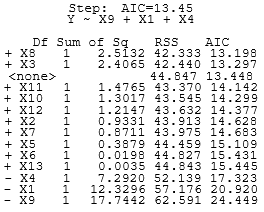 Step:  AIC=13.45
Y ~ X9 + X1 + X4
Df Sum of Sq RSS AIC
+ X8 1 2.5132 42.333 13.198
+ X3 1 2.4065 42.440 13.297
<none> 44.847 13.448
+ X11 1 1.4765 43.370 14.142
+ X10 1 1.3017 43.545 14.299
+ X12 1 1.2147 43.632 14.377
+ X2 1 0.9331 43.913 14.628
+ X7 1 0.8711 43.975 14.683
+ X5 1 0.3879 44.459 15.109
+ X6 1 0.0198 44.827 15.431
+ X13 1 0.0035 44.843 15.445
- X4 1 7.2920 52.139 17.323
- X1 1 12.3296 57.176 20.920
- X9 1 17.7442 62.591 24.449